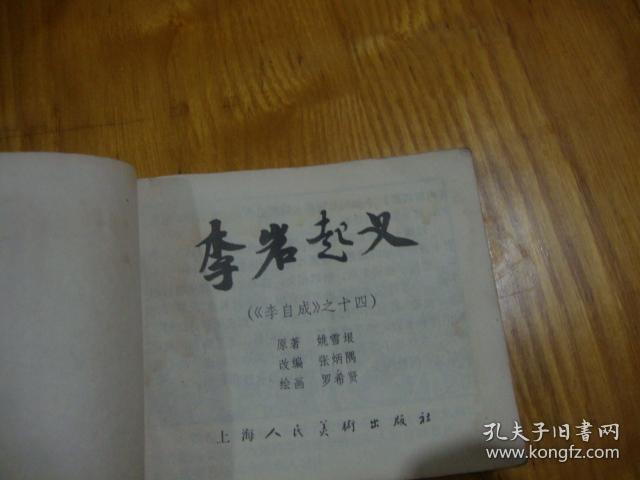 李岩起义
(《李自成》之十四)
原著 姚雪垠
改编 张炳隅
绘画 罗希贤
上海人民美術出版社
孔夫子旧书网
www.kongfz.com